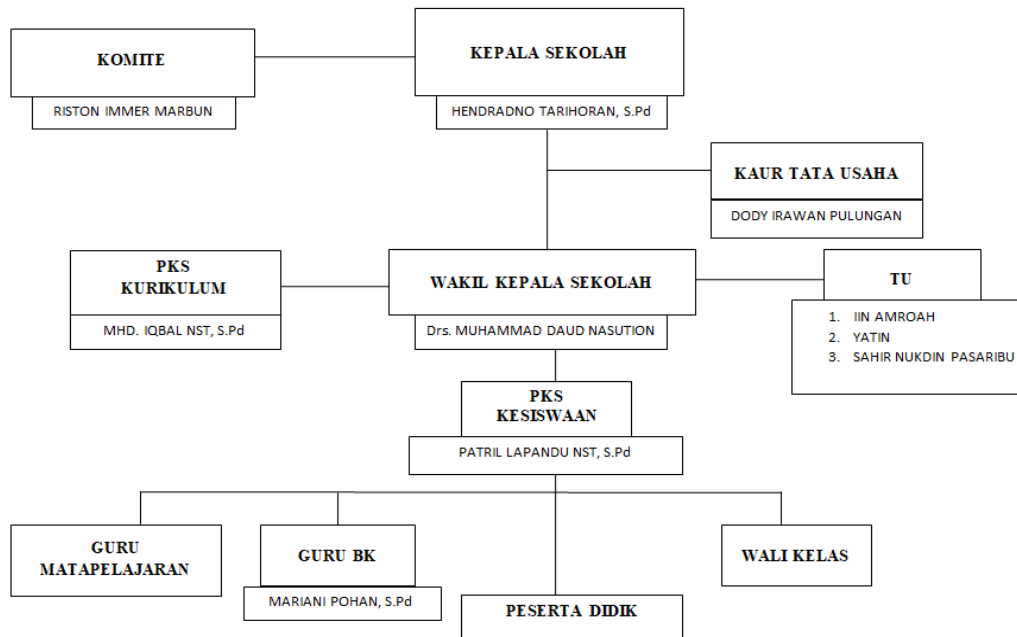 KOMITE
RISTON IMMER MARBUN
KEPALA SEKOLAH
HENDRADNO TARIHORAN, S.Pd
KAUR TATA USAHA
DODY IRAWAN PULUNGAN
PKS
KURIKULUM
MHD. IQBAL NST, S.Pd
WAKIL KEPALA SEKOLAH
Drs. MUHAMMAD DAUD NASUTION
TU
1. IIN AMROAH
2. YATIN
3. SAHIR NUKDIN PASARIBU
PKS
KESISWAAN
PATRIL LAPANDU NST, S.Pd
GURU
MATAPELAJARAN
GURU BK
MARIANI POHAN, S.Pd
PESERTA DIDIK
WALI KELAS